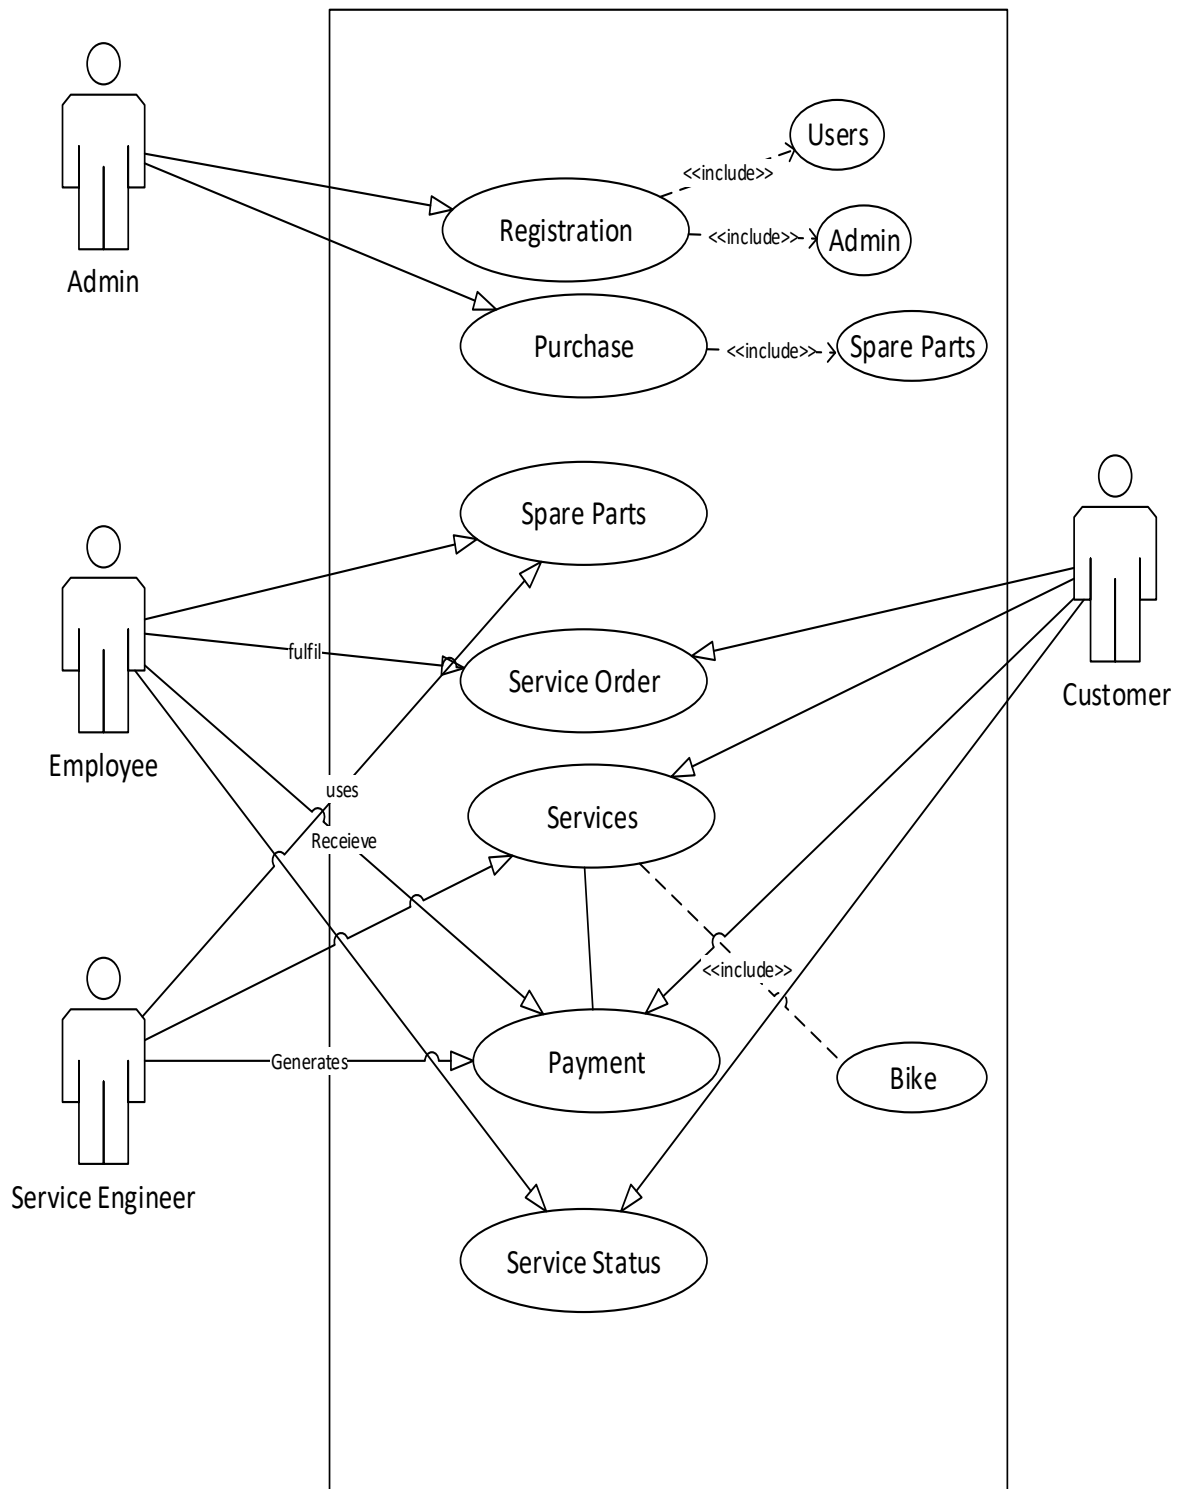 Users
<<include>>
Registration
<<include>>
Admin
Admin
Purchase
<<include>>
Spare Parts
Spare Parts
fulfil
Service Order
Customer
Employee
uses
Services
Receieve
<<include>>
Generates
Payment
Bike
Service Engineer
Service Status